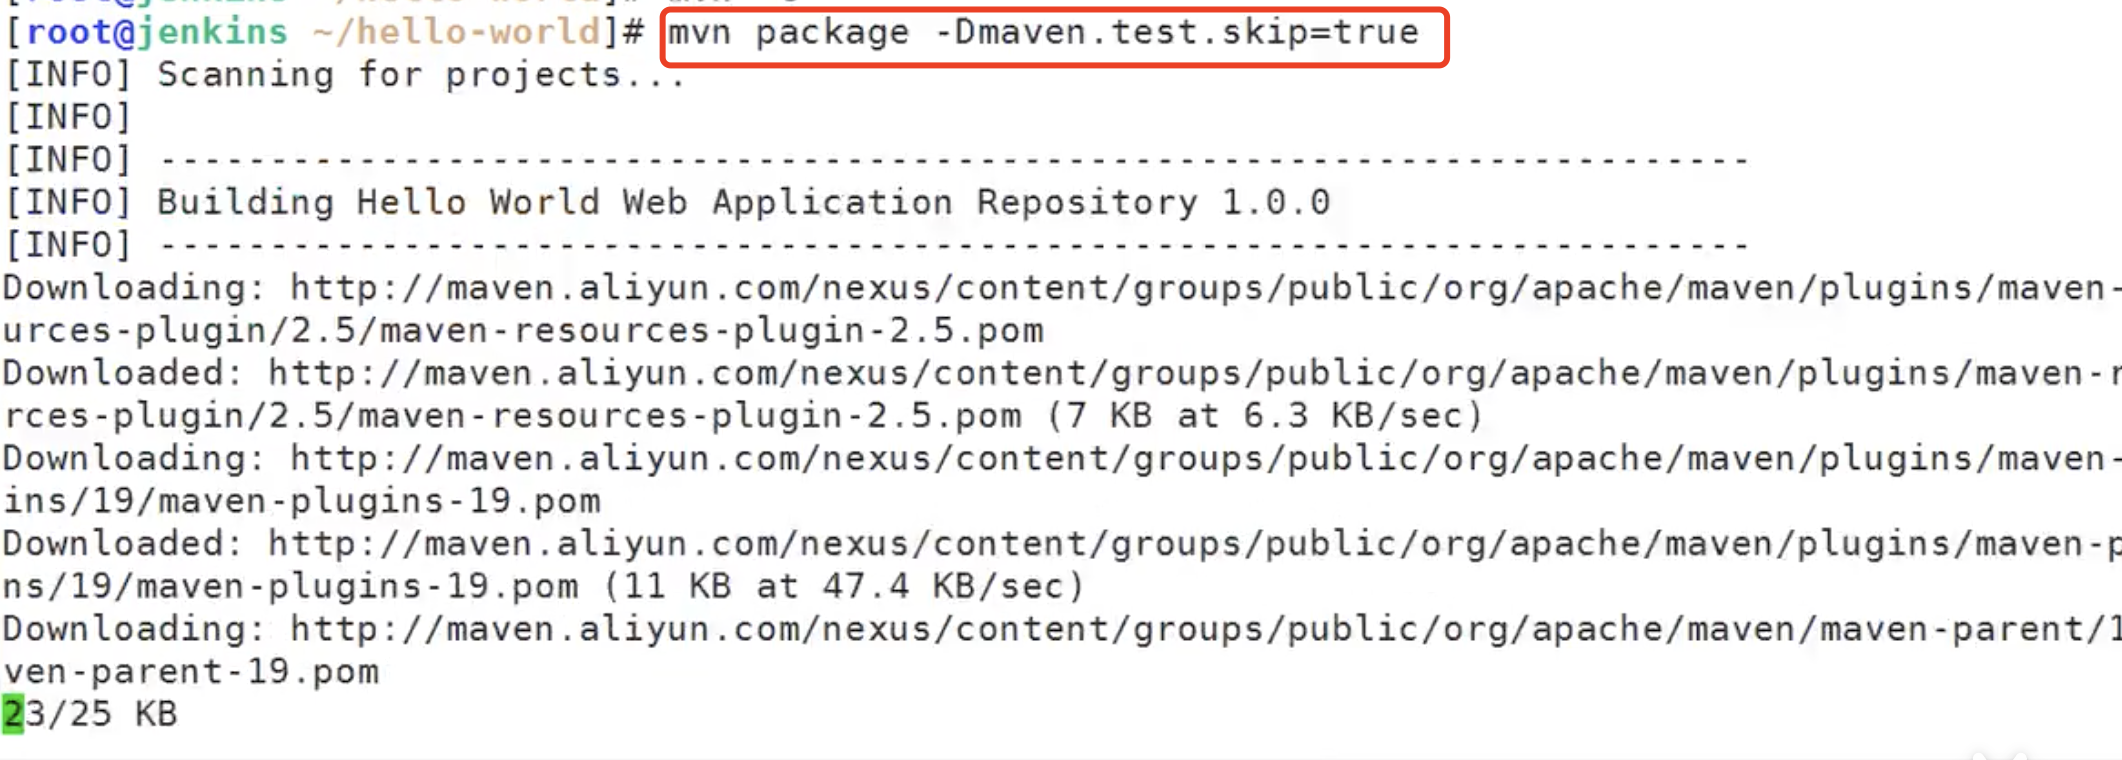 [root@jenkins ~/hello-world]# mvn package -Dmaven.test.skip=true
[INFO] Scanning for projects...
[INFO]
[INFO] ------------------------------------------------------------------------
[INFO] Building Hello World Web Application Repository 1.0.0
[INFO] ------------------------------------------------------------------------
Downloading: http://maven.aliyun.com/nexus/content/groups/public/org/apache/maven/plugins/maven-
urces-plugin/2.5/maven-resources-plugin-2.5.pom
Downloaded: http://maven.aliyun.com/nexus/content/groups/public/org/apache/maven/plugins/maven-r
rces-plugin/2.5/maven-resources-plugin-2.5.pom (7 KB at 6.3 KB/sec)
Downloading: http://maven.aliyun.com/nexus/content/groups/public/org/apache/maven/plugins/maven-
ins/19/maven-plugins-19.pom
Downloaded: http://maven.aliyun.com/nexus/content/groups/public/org/apache/maven/plugins/maven-p
ns/19/maven-plugins-19.pom (11 KB at 47.4 KB/sec)
Downloading: http://maven.aliyun.com/nexus/content/groups/public/org/apache/maven/maven-parent/1
ven-parent-19.pom
23/25 KB